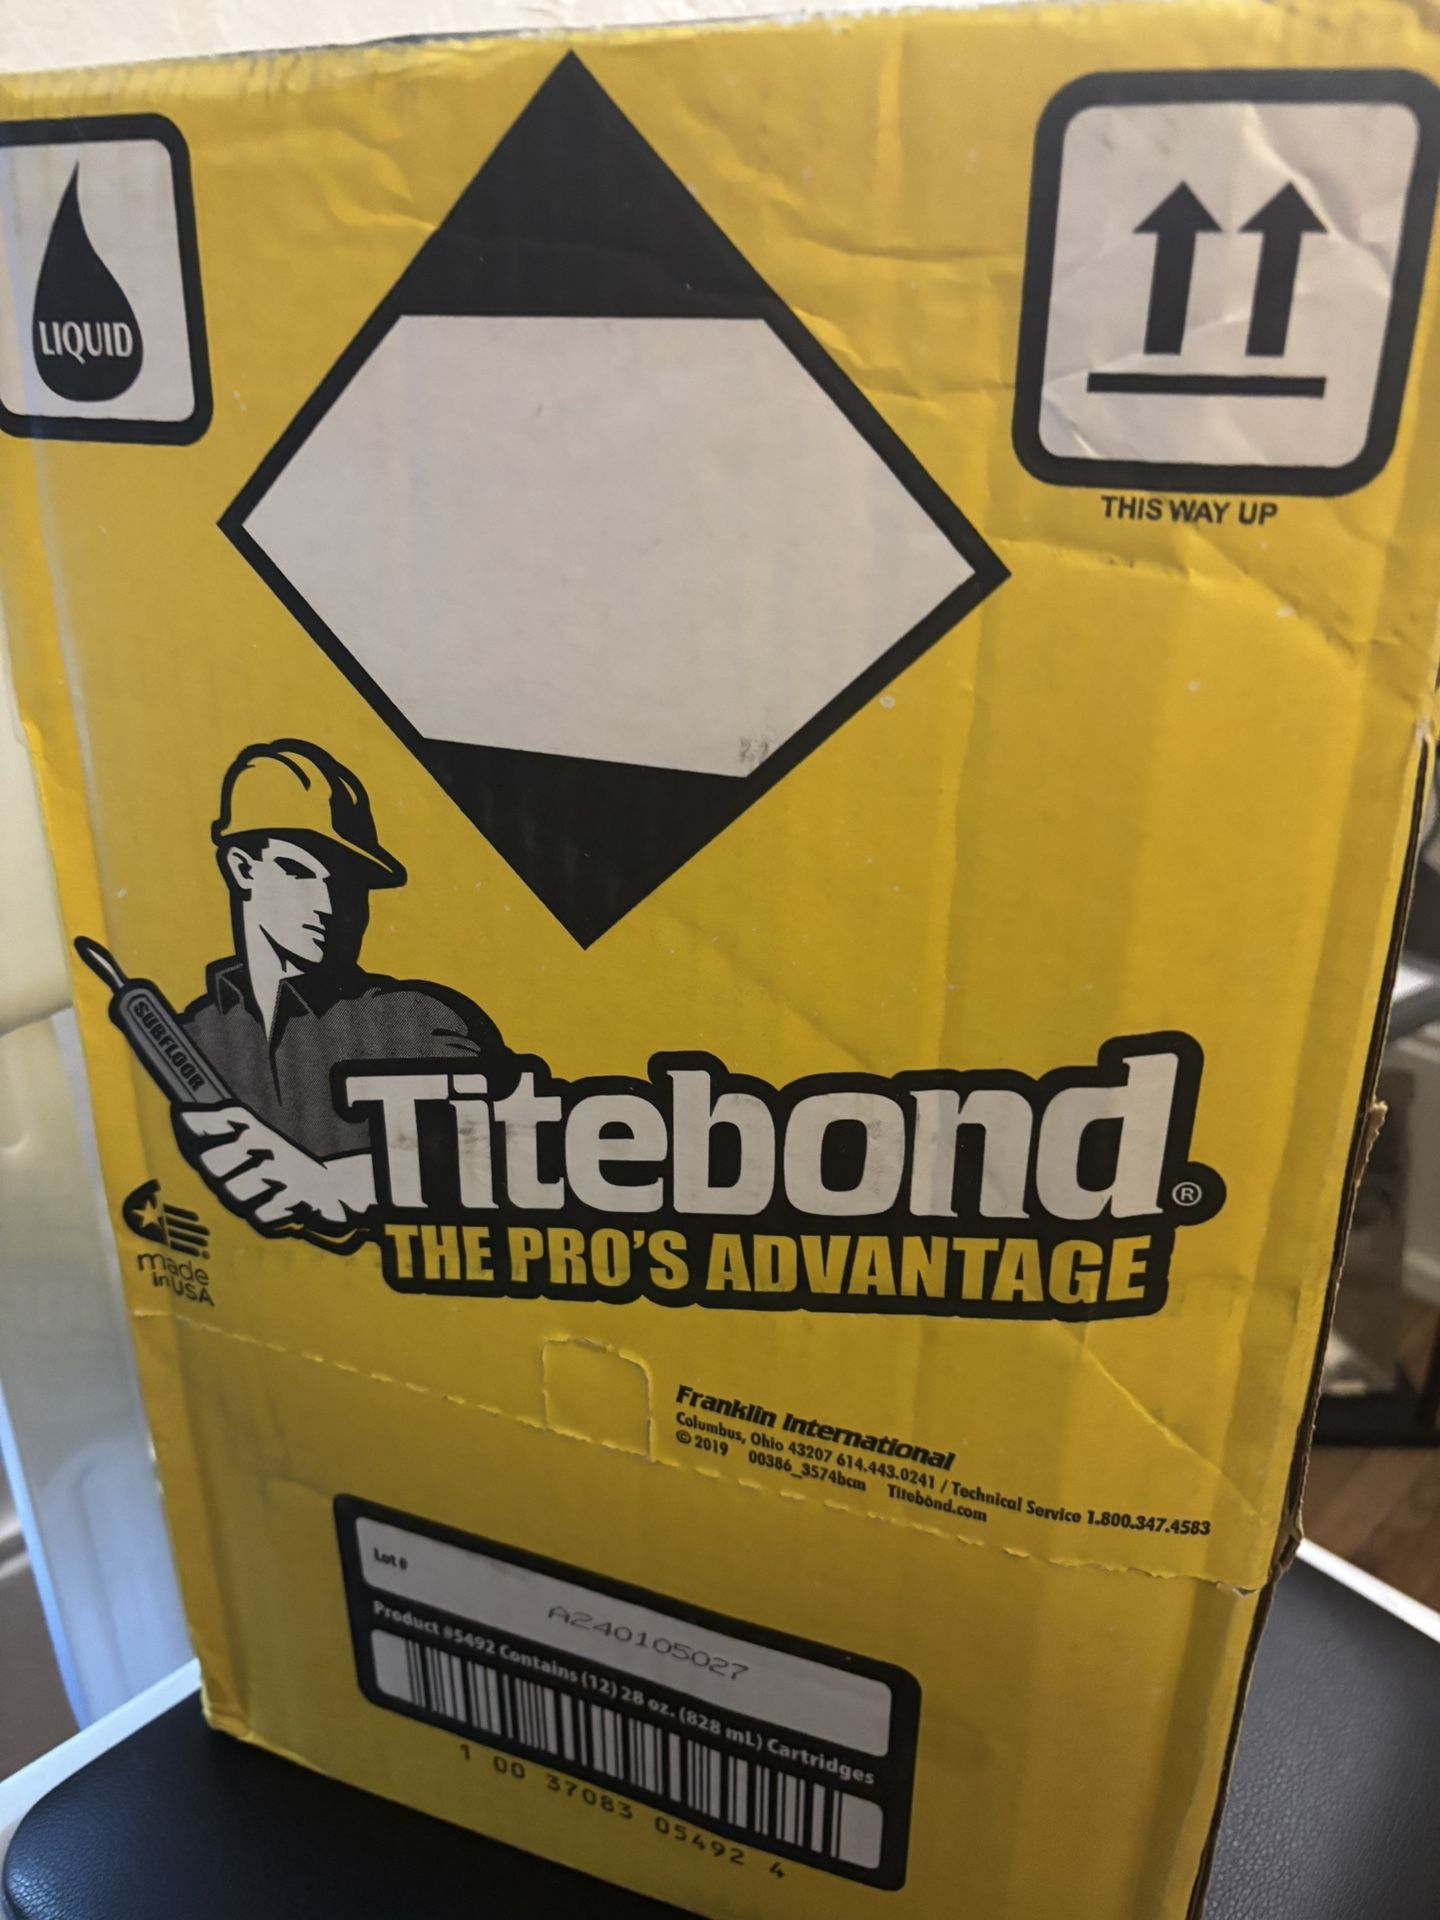 LIQUID
THIS WAY UP
SUBFLOOR
Titebond®
THE PRO'S ADVANTAGE
made
in USA
Franklin International
Columbus, Ohio 43207 614.443.0241 / Technical Service 1.800.347.4583
© 2019 00386_3574bcm Titebond.com
Lot #
A240105027
Product #5492 Contains (12) 28 oz. (828 mL) Cartridges
1 00 37083 05492 4